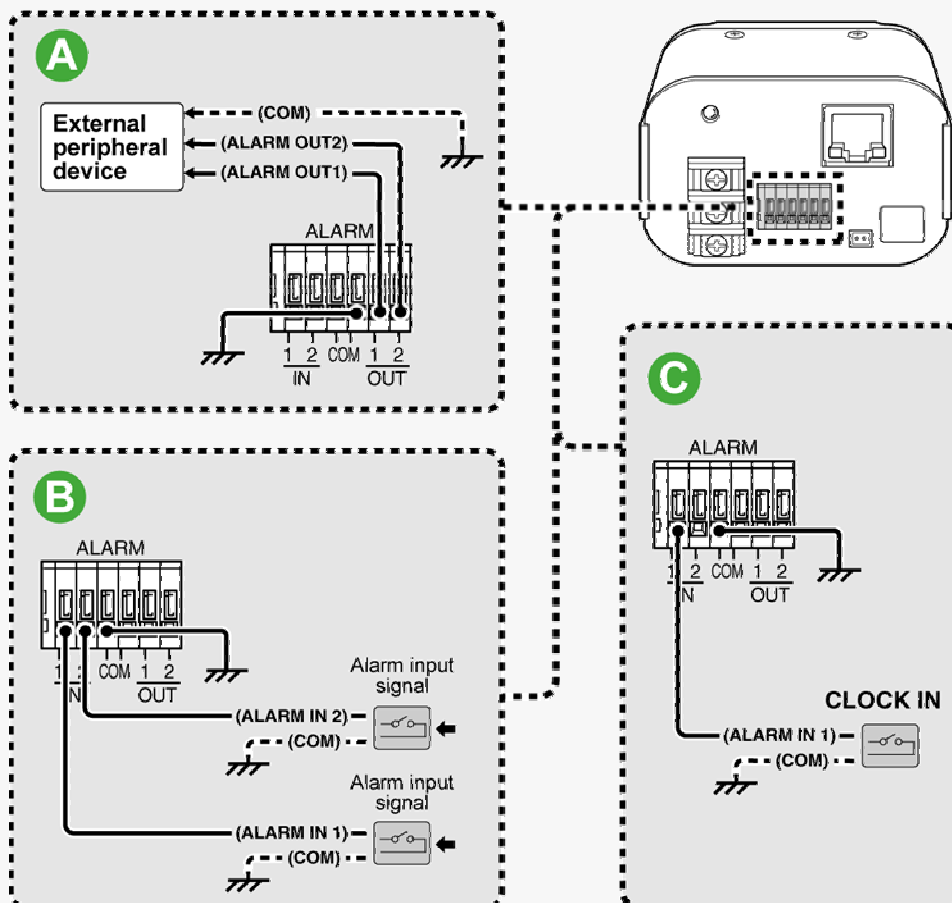 A
External
peripheral
device
(COM)
(ALARM OUT2)
(ALARM OUT1)
ALARM
1 2 COM 1 2
IN OUT
B
ALARM
1 2 COM 1 2
IN OUT
Alarm input
signal
(ALARM IN 2)
(COM)
Alarm input
signal
(ALARM IN 1)
(COM)
C
ALARM
1 2 COM 1 2
IN OUT
CLOCK IN
(ALARM IN 1)
(COM)